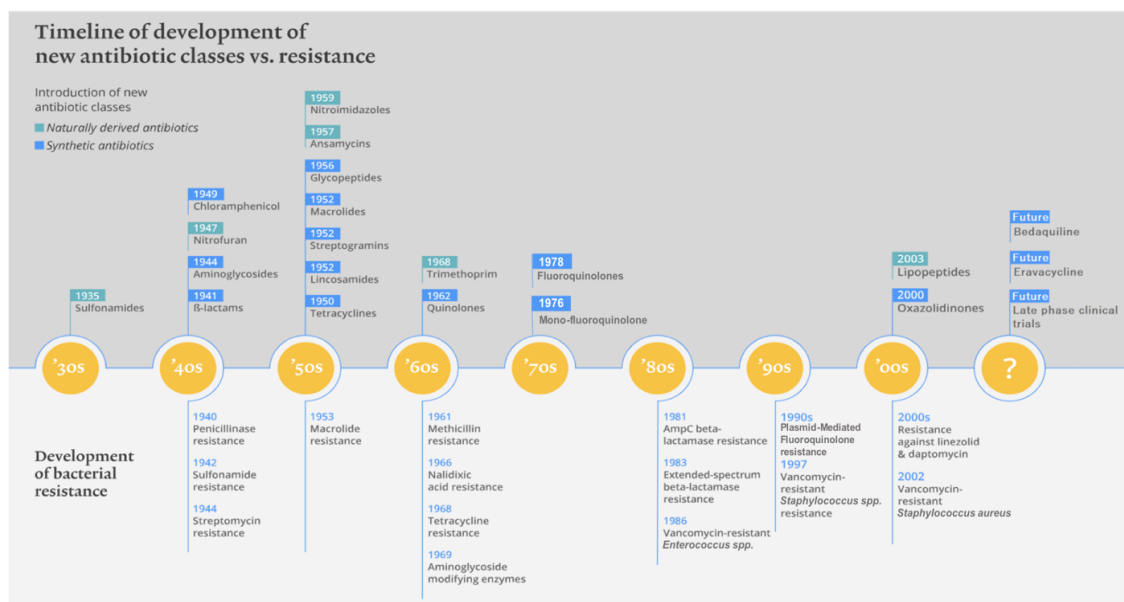 Timeline of development of
new antibiotic classes vs. resistance
Introduction of new
antibiotic classes
Naturally derived antibiotics
Synthetic antibiotics
1935
Sulfonamides
1949
Chloramphenicol
1947
Nitrofuran
1944
Aminoglycosides
1941
ß-lactams
1959
Nitroimidazoles
1957
Ansamycins
1956
Glycopeptides
1952
Macrolides
1952
Streptogramins
1952
Lincosamides
1950
Tetracyclines
1968
Trimethoprim
1962
Quinolones
1978
Fluoroquinolones
1976
Mono-fluoroquinolone
2003
Lipopeptides
2000
Oxazolidinones
Future
Bedaquiline
Future
Eravacycline
Future
Late phase clinical
trials
'30s
'40s
'50s
'60s
'70s
'80s
'90s
'00s
?
Development
of bacterial
resistance
1940
Penicillinase
resistance
1942
Sulfonamide
resistance
1944
Streptomycin
resistance
1953
Macrolide
resistance
1961
Methicillin
resistance
1966
Nalidixic
acid resistance
1968
Tetracycline
resistance
1969
Aminoglycoside
modifying enzymes
1981
AmpC beta-
lactamase resistance
1983
Extended-spectrum
beta-lactamase
resistance
1986
Vancomycin-resistant
Enterococcus spp.
1990s
Plasmid-Mediated
Fluoroquinolone
resistance
1997
Vancomycin-
resistant
Staphylococcus spp.
resistance
2000s
Resistance
against linezolid
& daptomycin
2002
Vancomycin-
resistant
Staphylococcus aureus